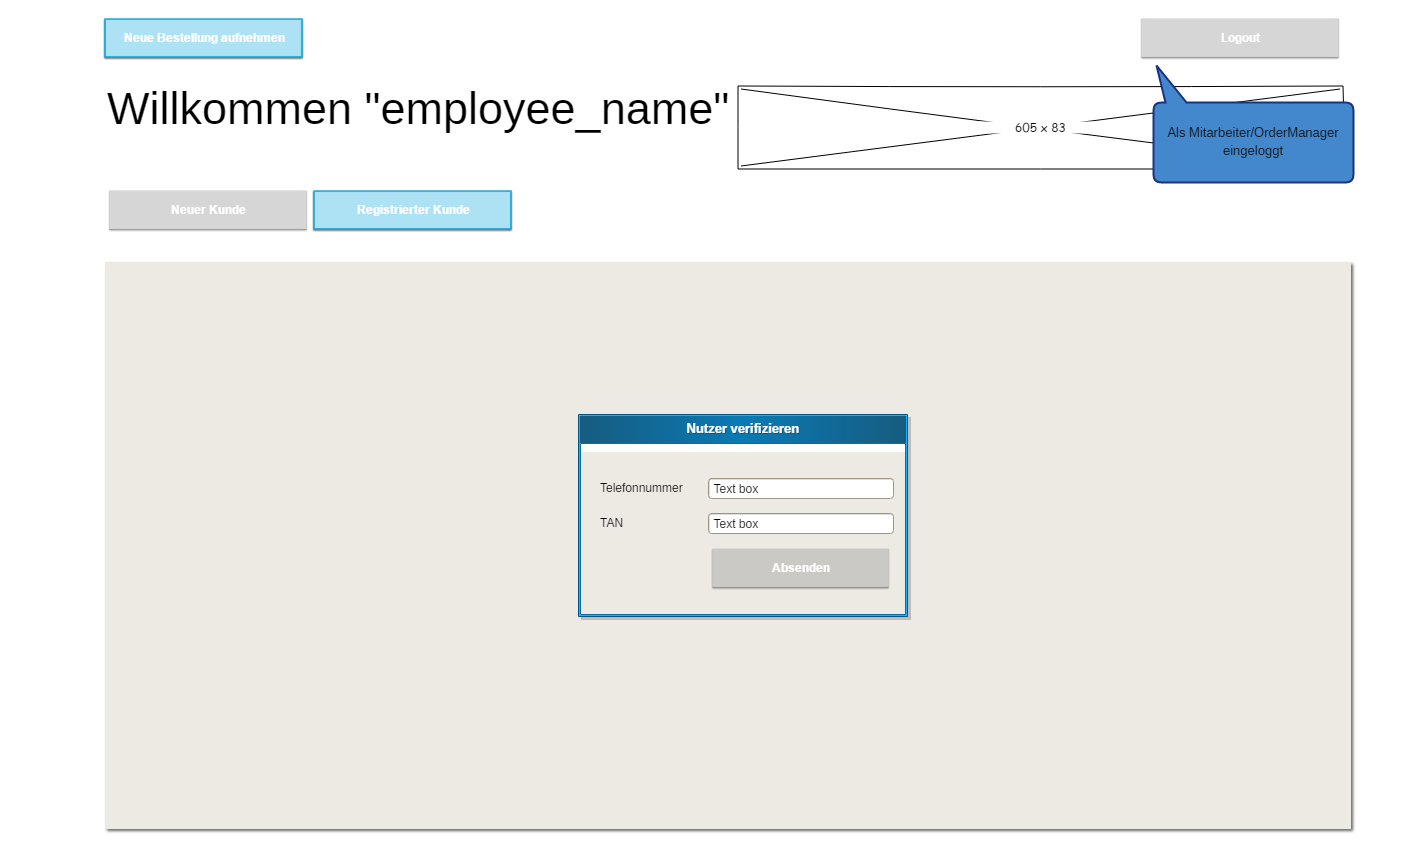 Neue Bestellung aufnehmen
Logout
Willkommen "employee_name"
605 x 83
Als Mitarbeiter/OrderManager
eingeloggt
Neuer Kunde
Registrierter Kunde
Nutzer verifizieren
Telefonnummer
Text box
TAN
Text box
Absenden